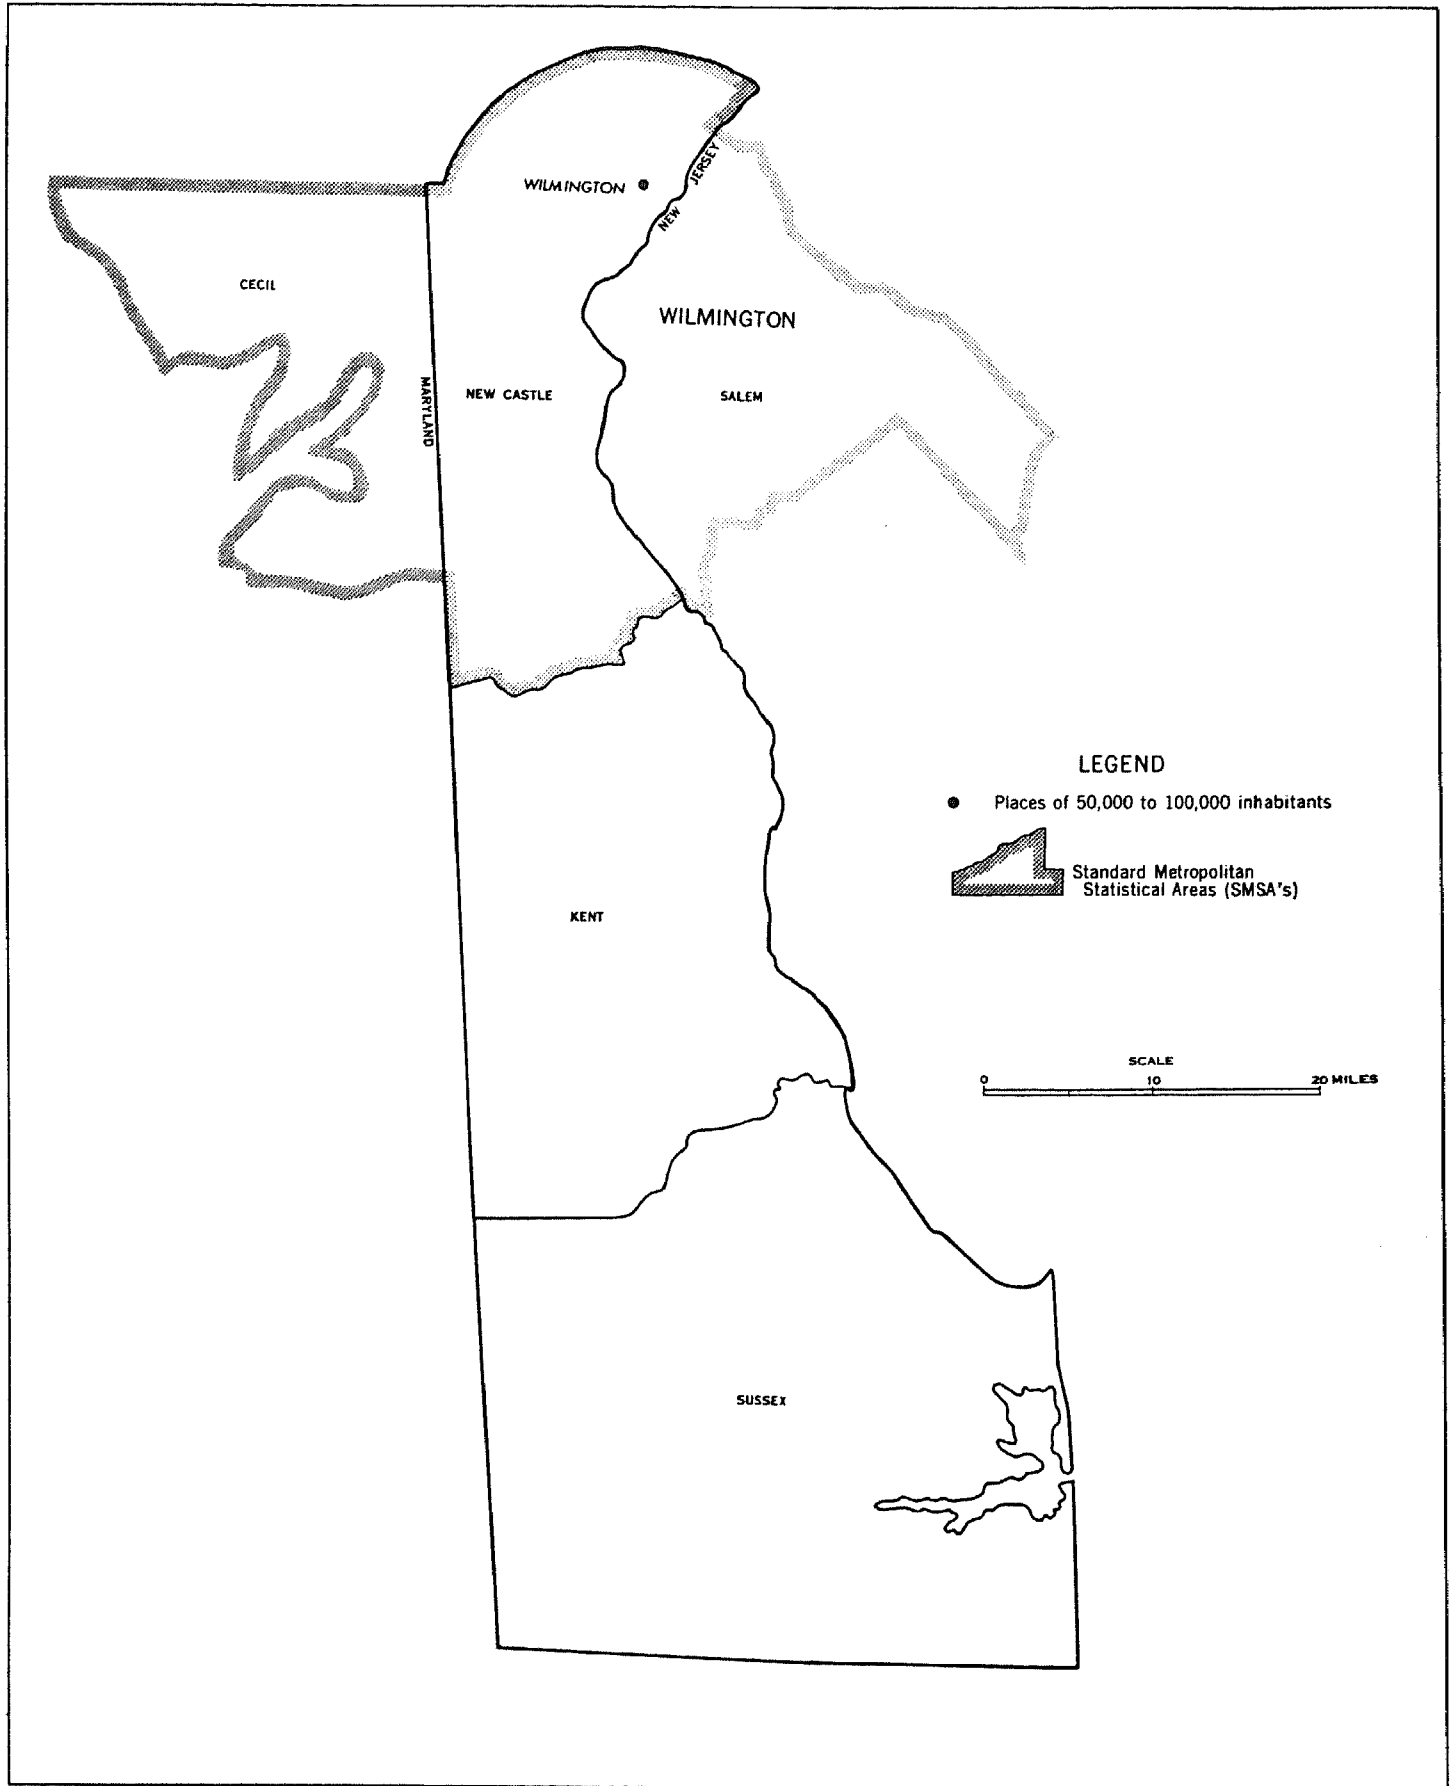 WILMINGTON
NEW JERSEY
CECIL
WILMINGTON
MARYLAND
NEW CASTLE
SALEM
LEGEND
Places of 50,000 to 100,000 inhabitants
Standard Metropolitan
Statistical Areas (SMSA's)
KENT
SCALE
0 10 20 MILES
SUSSEX